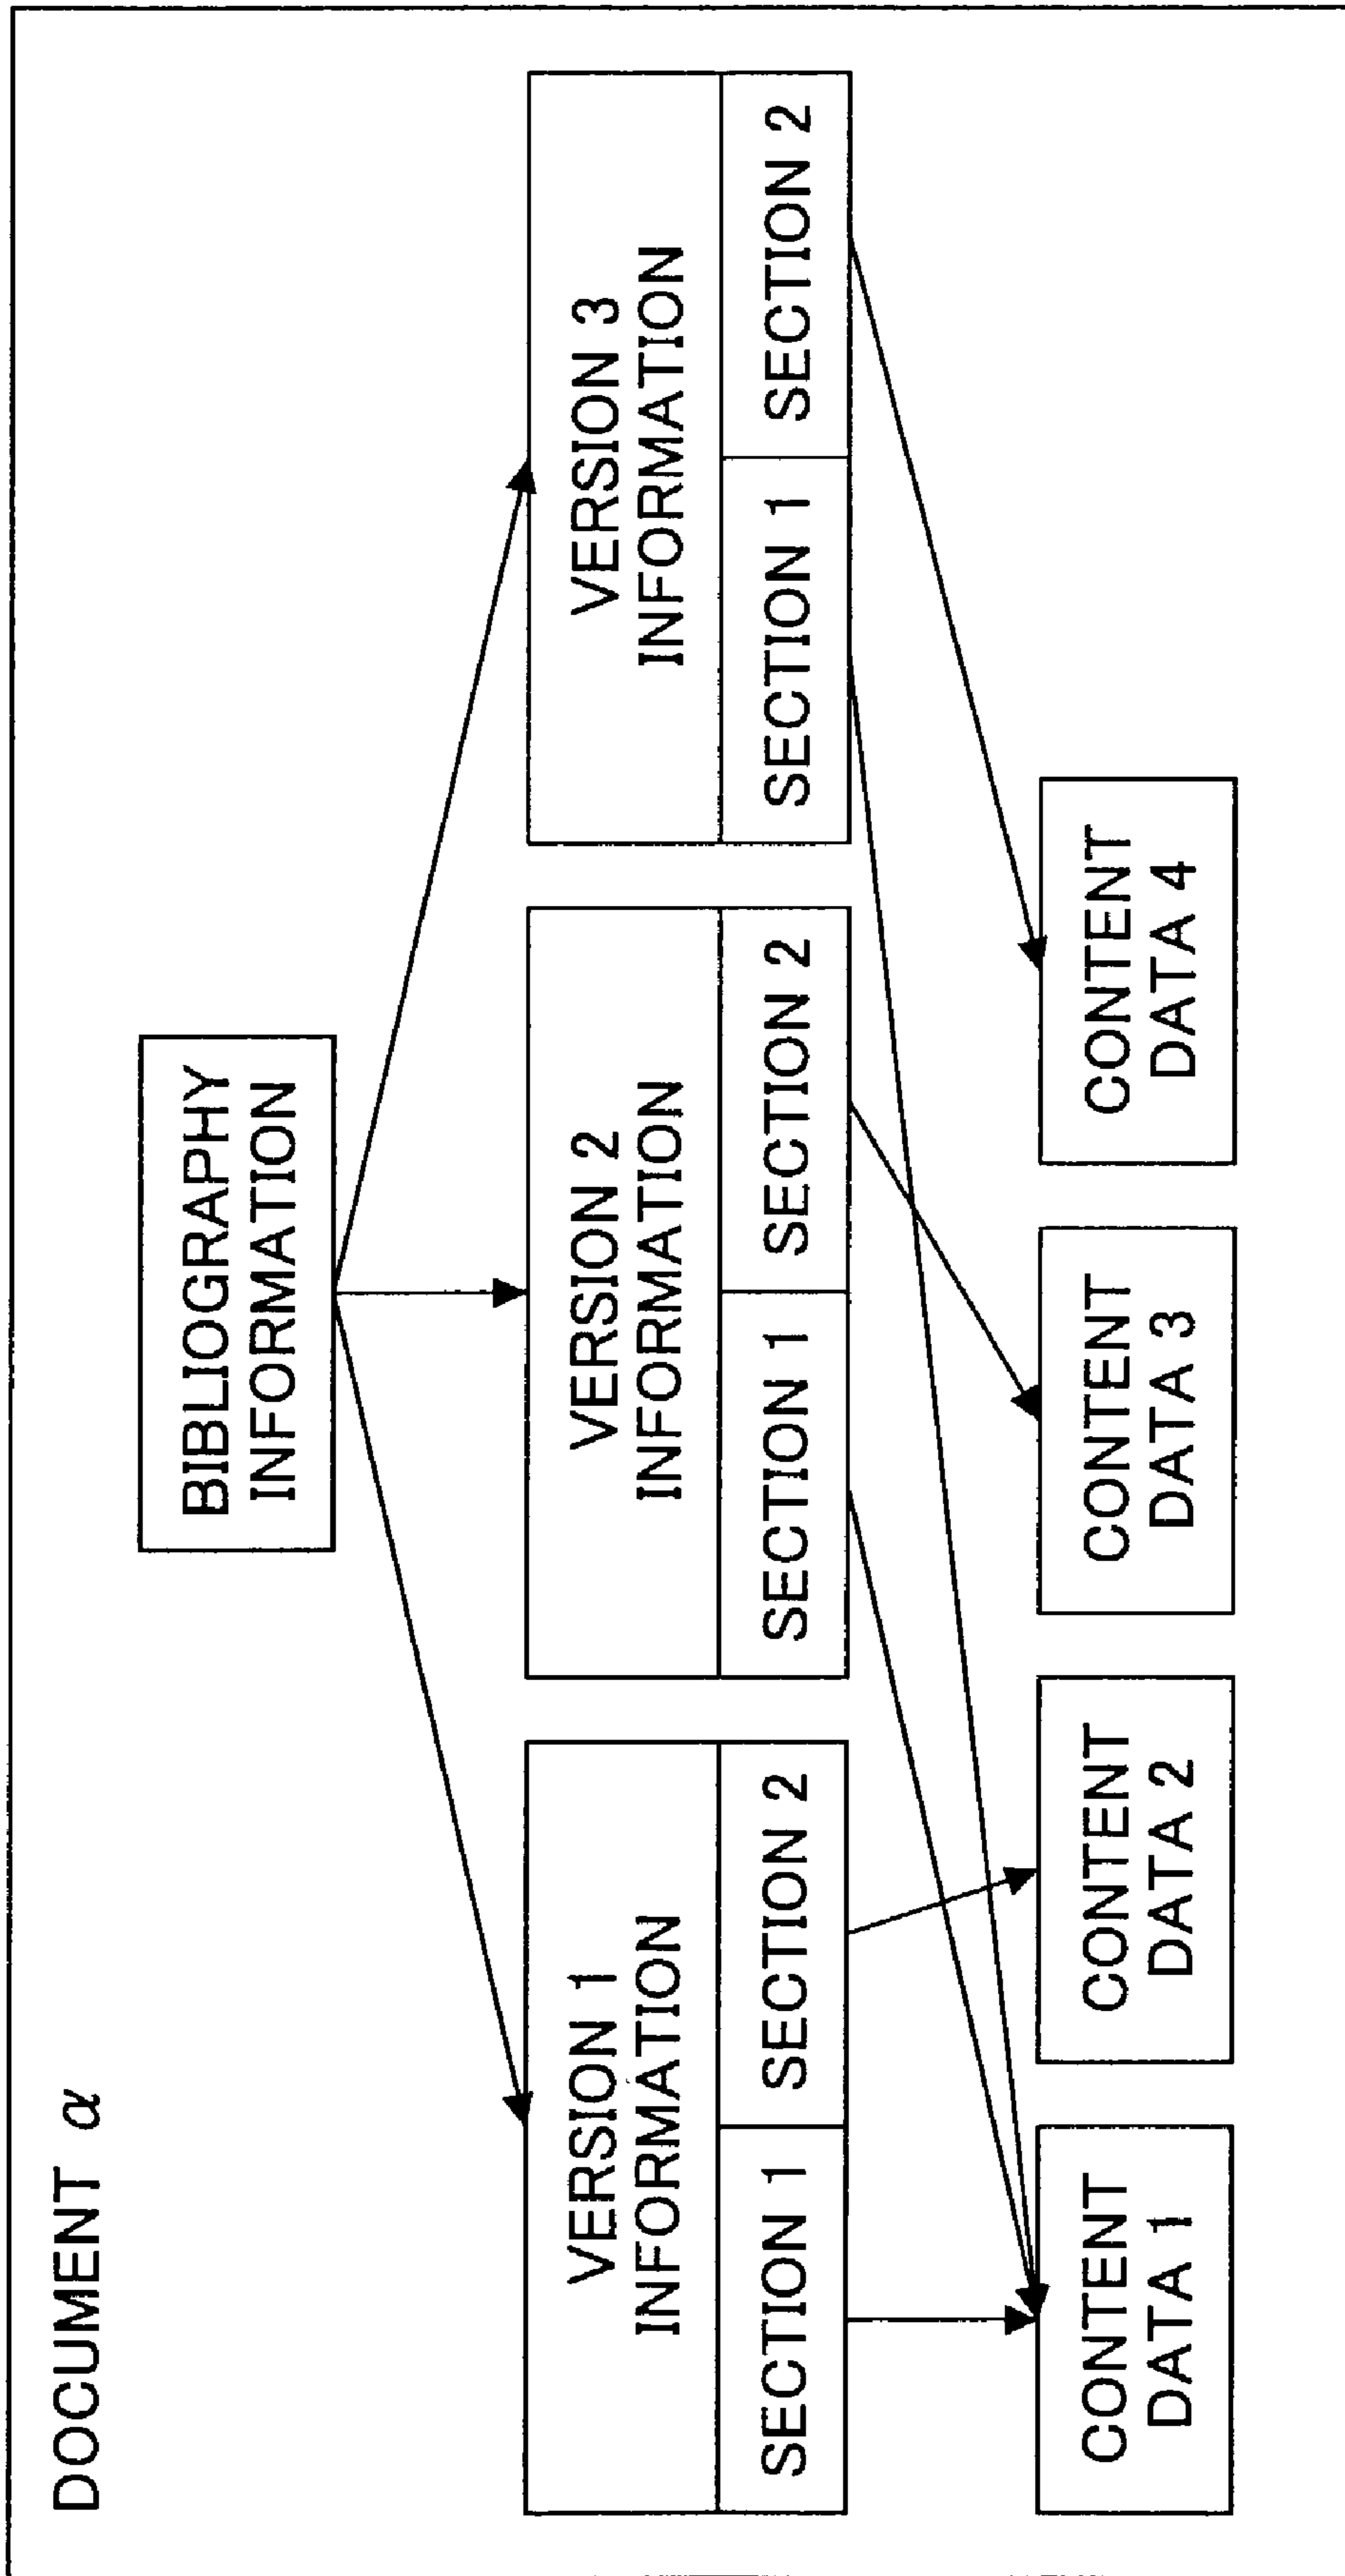 DOCUMENT α
BIBLIOGRAPHY
INFORMATION
VERSION 1
INFORMATION
SECTION 1
SECTION 2
VERSION 2
INFORMATION
SECTION 1
SECTION 2
VERSION 3
INFORMATION
SECTION 1
SECTION 2
CONTENT
DATA 1
CONTENT
DATA 2
CONTENT
DATA 3
CONTENT
DATA 4